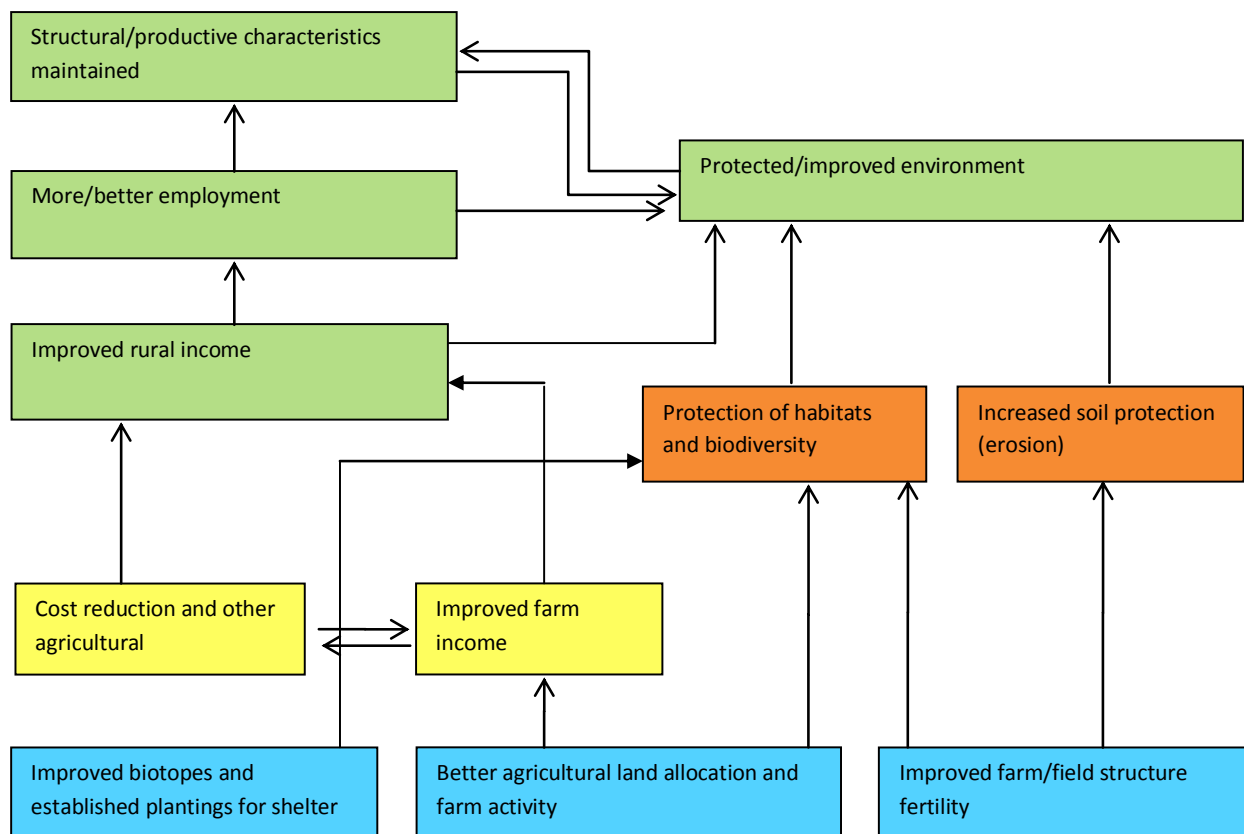 Structural/productive characteristics
maintained
Protected/improved environment
More/better employment
Improved rural income
Protection of habitats
and biodiversity
Increased soil protection
(erosion)
Cost reduction and other
agricultural
Improved farm
income
Improved biotopes and
established plantings for shelter
Better agricultural land allocation and
farm activity
Improved farm/field structure
fertility